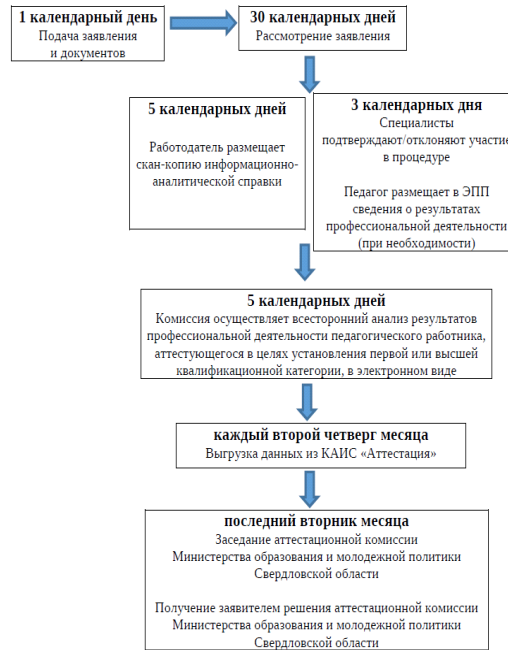 1 календарный день
Подача заявления
и документов
30 календарных дней
Рассмотрение заявления
5 календарных дней
Работодатель размещает
скан-копию информационно-
аналитической справки
3 календарных дня
Специалисты
подтверждают/отклоняют участие
в процедуре
Педагог размещает в ЭПП
сведения о результатах
профессиональной деятельности
(при необходимости)
5 календарных дней
Комиссия осуществляет всесторонний анализ результатов
профессиональной деятельности педагогического работника,
аттестующегося в целях установления первой или высшей
квалификационной категории, в электронном виде
каждый второй четверг месяца
Выгрузка данных из КАИС «Аттестация»
последний вторник месяца
Заседание аттестационной комиссии
Министерства образования и молодежной политики
Свердловской области
Получение заявителем решения аттестационной комиссии
Министерства образования и молодежной политики
Свердловской области